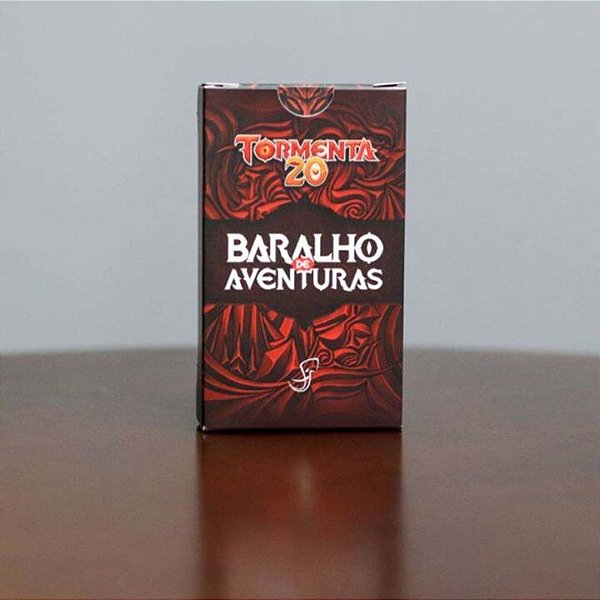 TORMENTA
20
BARALHO
DE
AVENTURAS